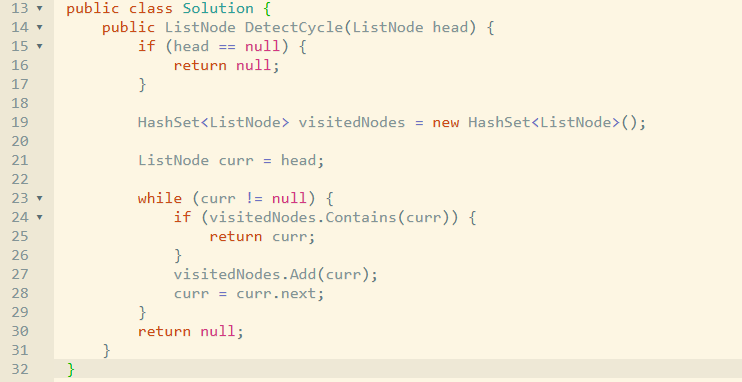 13 public class Solution {
14     public ListNode DetectCycle(ListNode head) {
15         if (head == null) {
16             return null;
17         }
18
19         HashSet<ListNode> visitedNodes = new HashSet<ListNode>();
20
21         ListNode curr = head;
22
23         while (curr != null) {
24             if (visitedNodes.Contains(curr)) {
25                 return curr;
26             }
27             visitedNodes.Add(curr);
28             curr = curr.next;
29         }
30         return null;
31     }
32 }